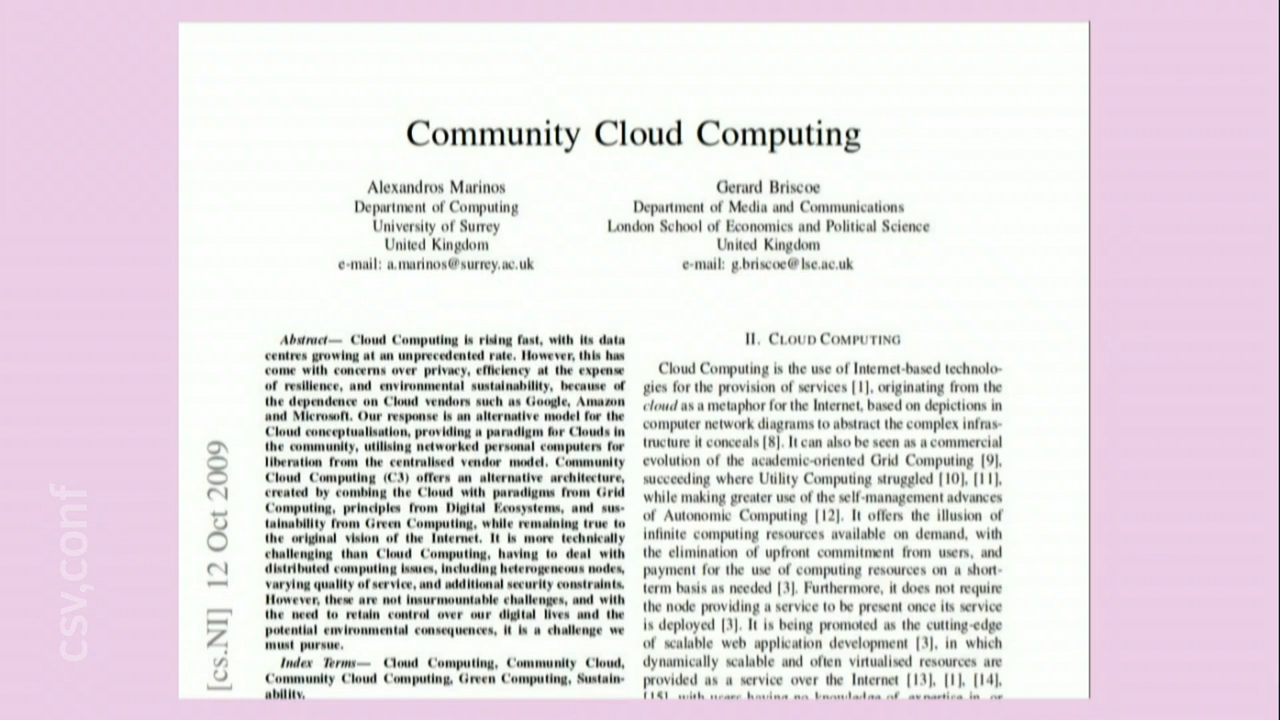 Community Cloud Computing
Alexandros Marinos
Department of Computing
University of Surrey
United Kingdom
e-mail: a.marinos@surrey.ac.uk
Gerard Briscoe
Department of Media and Communications
London School of Economics and Political Science
United Kingdom
e-mail: g.briscoe@lse.ac.uk
Abstract— Cloud Computing is rising fast, with its data
centres growing at an unprecedented rate. However, this has
come with concerns over privacy, efficiency at the expense
of resilience, and environmental sustainability, because of
the dependence on Cloud vendors such as Google, Amazon
and Microsoft. Our response is an alternative model for the
Cloud conceptualisation, providing a paradigm for Clouds in
the community, utilising networked personal computers for
liberation from the centralised vendor model. Community
Cloud Computing (C3) offers an alternative architecture,
created by combing the Cloud with paradigms from Grid
Computing, principles from Digital Ecosystems, and sus-
tainability from Green Computing, while remaining true to
the original vision of the Internet. It is more technically
challenging than Cloud Computing, having to deal with
distributed computing issues, including heterogeneous nodes,
varying quality of service, and additional security constraints.
However, these are not insurmountable challenges, and with
the need to retain control over our digital lives and the
potential environmental consequences, it is a challenge we
must pursue.
Index Terms— Cloud Computing, Community Cloud,
Community Cloud Computing, Green Computing, Sustain-
ability.
II. CLOUD COMPUTING
Cloud Computing is the use of Internet-based technolo-
gies for the provision of services [1], originating from the
cloud as a metaphor for the Internet, based on depictions in
computer network diagrams to abstract the complex infras-
tructure it conceals [8]. It can also be seen as a commercial
evolution of the academic-oriented Grid Computing [9],
succeeding where Utility Computing struggled [10], [11],
while making greater use of the self-management advances
of Autonomic Computing [12]. It offers the illusion of
infinite computing resources available on demand, with
the elimination of upfront commitment from users, and
payment for the use of computing resources on a short-
term basis as needed [3]. Furthermore, it does not require
the node providing a service to be present once its service
is deployed [3]. It is being promoted as the cutting-edge
of scalable web application development [3], in which
dynamically scalable and often virtualised resources are
provided as a service over the Internet [13], [1], [14],
[15], with users having no knowledge of, expertise in, or
[cs.NI] 12 Oct 2009
csv,conf